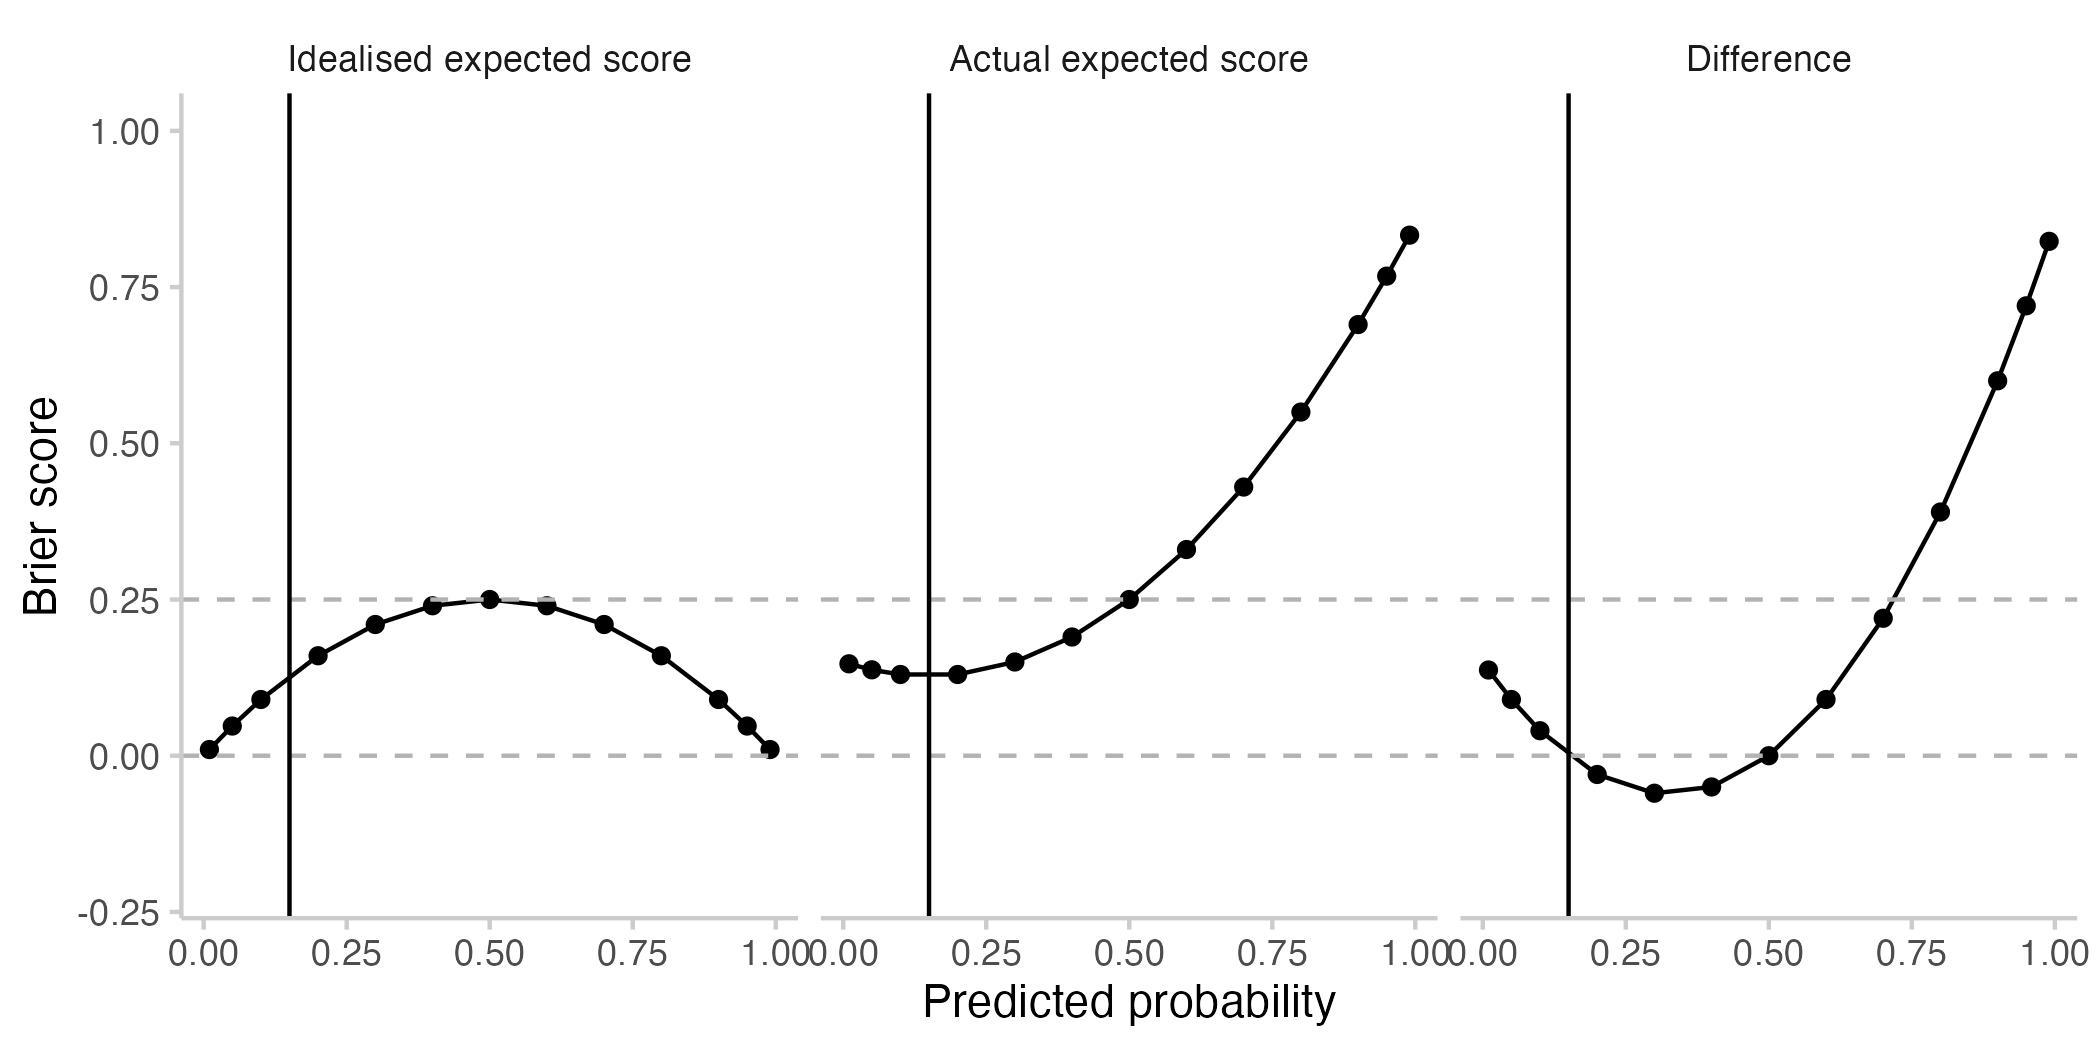 Idealised expected score
Actual expected score
Difference
Brier score
1.00
0.75
0.50
0.25
0.00
-0.25
0.00 0.25 0.50 0.75 1.00
0.00 0.25 0.50 0.75 1.00
0.00 0.25 0.50 0.75 1.00
Predicted probability